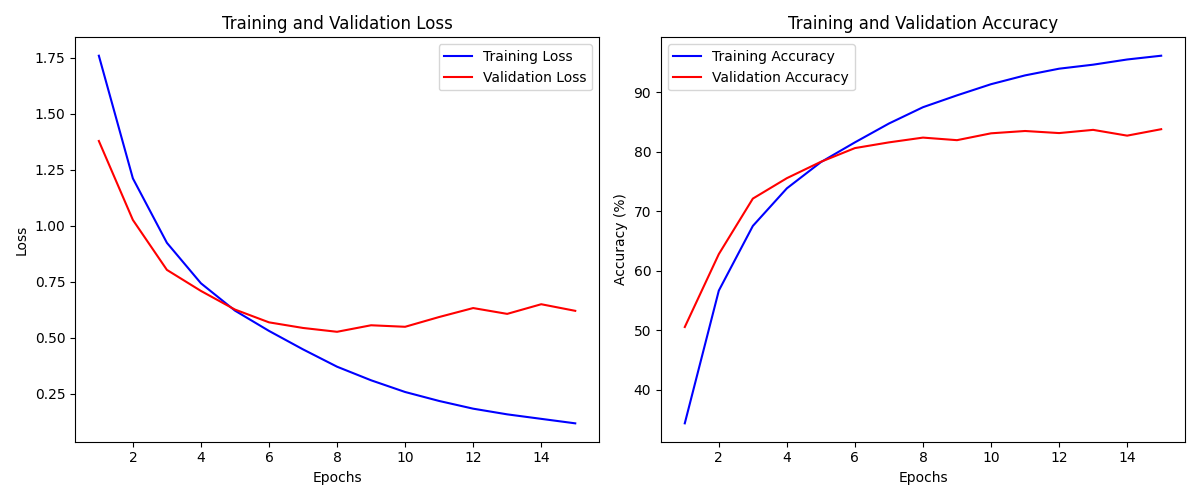 Training and Validation Loss
Training Loss
Validation Loss
1.75
1.50
1.25
1.00
0.75
0.50
0.25
Loss
2 4 6 8 10 12 14
Epochs
Training and Validation Accuracy
Training Accuracy
Validation Accuracy
90
80
70
60
50
40
Accuracy (%)
2 4 6 8 10 12 14
Epochs